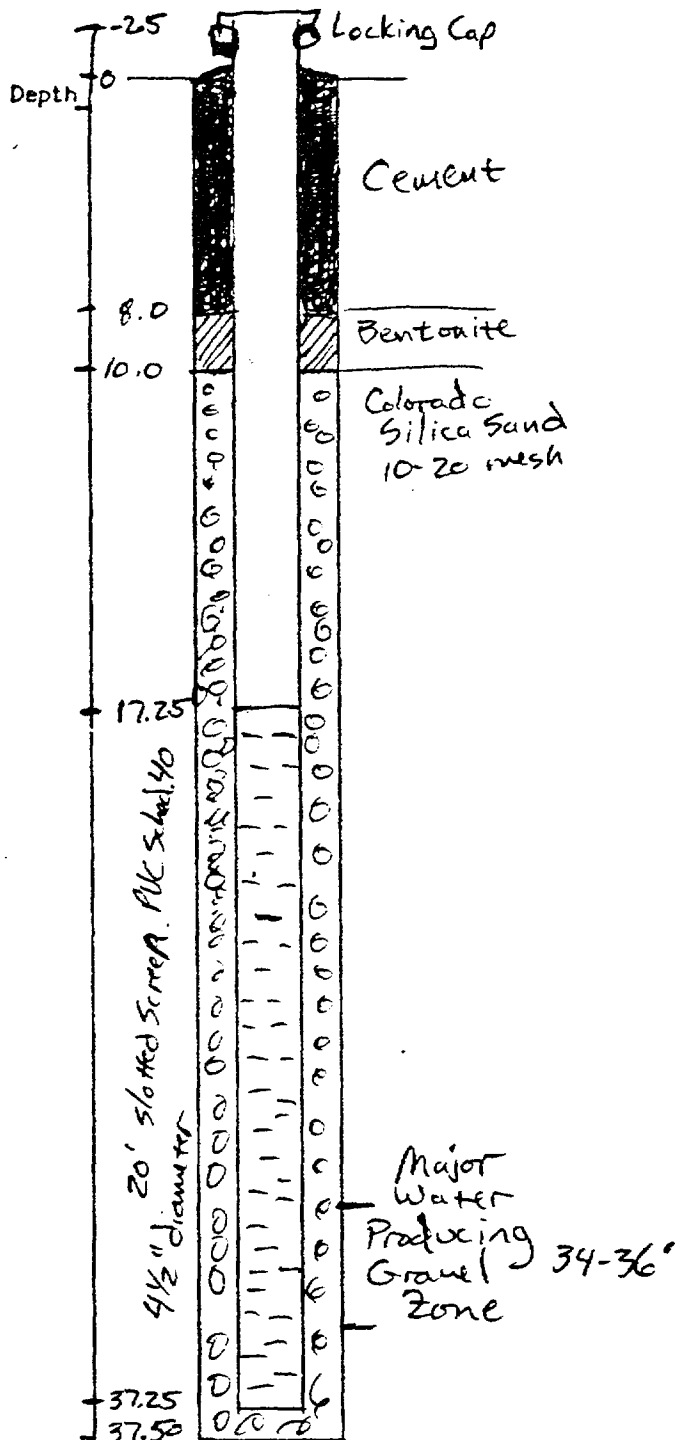 -25
Locking Cap
0
Depth
Cement
8.0
Bentonite
10.0
Colorado
Silica Sand
10-20 mesh
17.25
20' slotted Screen. PVC Sched. 40
4½" diameter
Major
Water
Producing
Gravel 34-36'
Zone
37.25
37.50